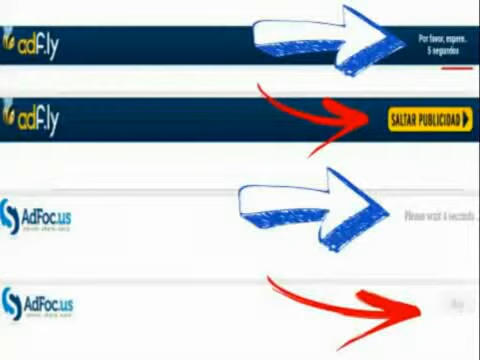 adf.ly
Por favor, espere.
5 segundos
adf.ly
SALTAR PUBLICIDAD
AdFoc.us
Please wait 4 seconds
AdFoc.us